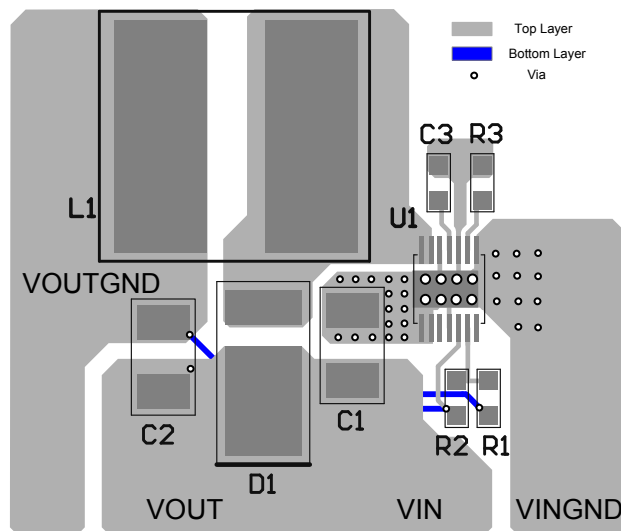 Top Layer
Bottom Layer
Via
C3 R3
L1
U1
VOUTGND
C2
C1
R2 R1
D1
VOUT
VIN
VINGND